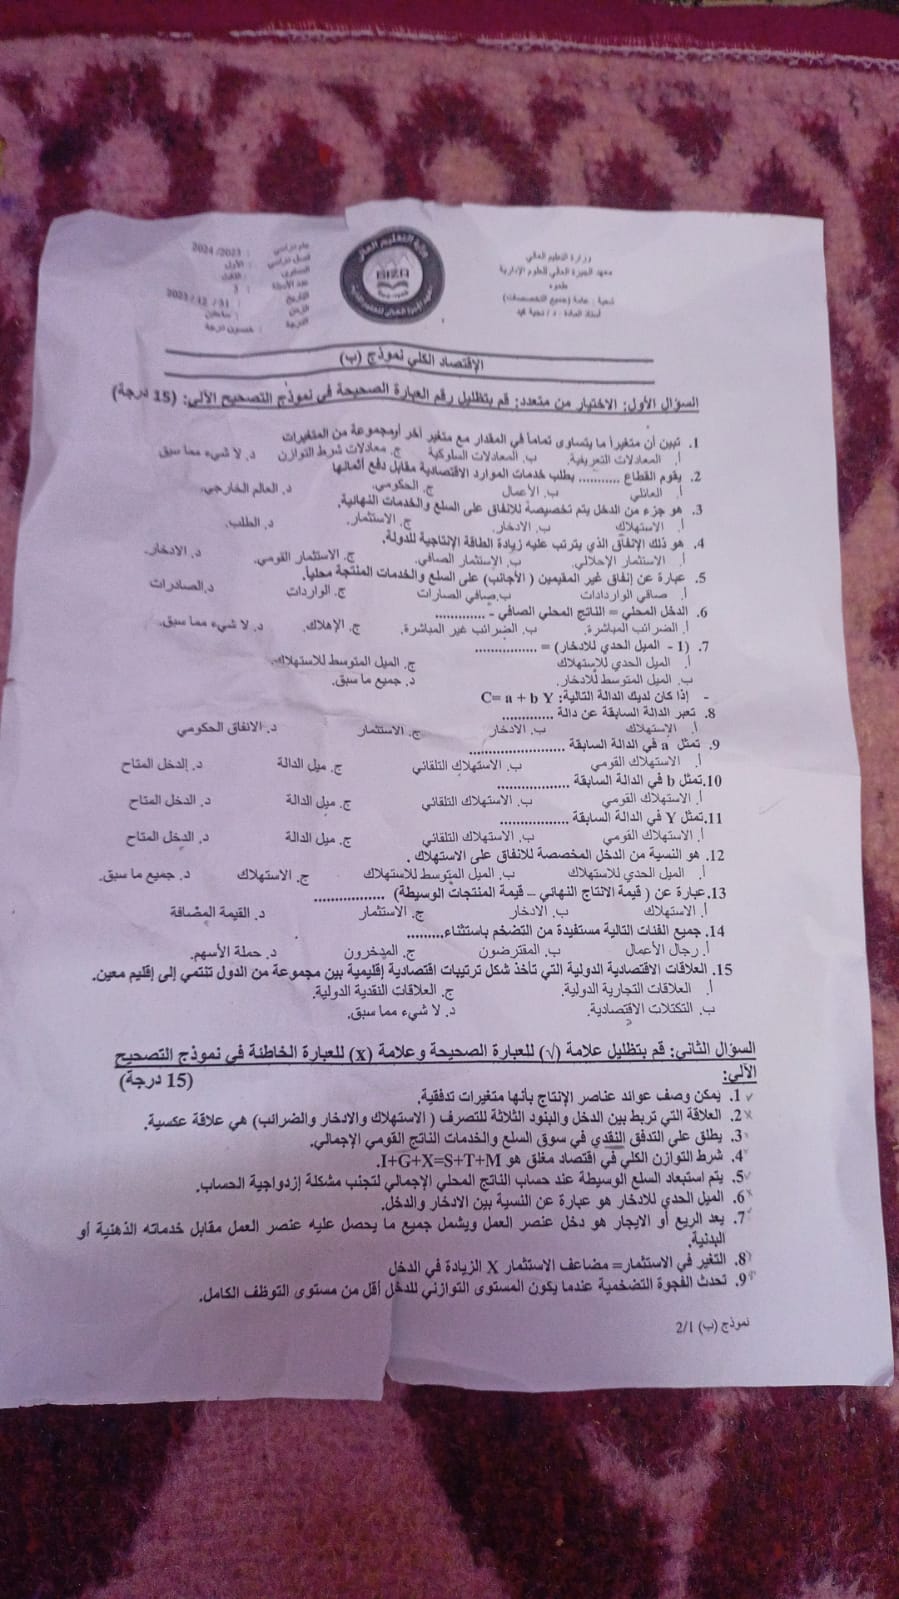 وزارة التعليم العالي
معهد الجيزة العالي للعلوم الإدارية
طموه
شعبة : عامة (جميع التخصصات)
أستاذ المادة : د /
وزارة التعليم العالي
عام دراسي : 2023/ 2024
فصل دراسي : الأول
المستوى :
عدد الأسئلة : 3
التاريخ : 31/ 12/ 2023
الزمن : ساعتان
الدرجة : خمسون درجة
الإقتصاد الكلي نموذج (ب)
السؤال الأول: الاختيار من متعدد: قم بتظليل رقم العبارة الصحيحة في نموذج التصحيح الآلي: (15 درجة)
1. تبين أن متغيراً ما يتساوى تماماً في المقدار مع متغير آخر أو مجموعة من المتغيرات
أ. المعادلات التعريفية. ب. المعادلات السلوكية ج. معادلات شرط التوازن د. لا شيء مما سبق
2. يقوم القطاع ........... بطلب خدمات الموارد الاقتصادية مقابل دفع أثمانها
أ. العائلي ب. الأعمال ج. الحكومي. د. العالم الخارجي.
3. هو جزء من الدخل يتم تخصيصة للانفاق على السلع والخدمات النهائية.
أ. الاستهلاك ب. الادخار. ج. الاستثمار. د. الطلب.
4. هو ذلك الإنفاق الذي يترتب عليه زيادة الطاقة الإنتاجية للدولة.
أ. الاستثمار الإحلالي. ب. الاستثمار الصافي. ج. الاستثمار القومي. د. الادخار.
5. عبارة عن إنفاق غير المقيمين ( الأجانب) على السلع والخدمات المنتجة محلياً.
أ. صافي الواردادات ب. صافي الصارات ج. الواردات د. الصادرات
6. الدخل المحلي = الناتج المحلي الصافي - .............
أ. الضرائب المباشرة. ب. الضرائب غير المباشرة. ج. الإهلاك. د. لا شيء مما سبق.
7. (1 - الميل الحدي للادخار) = ................
أ. الميل الحدي للاستهلاك ج. الميل المتوسط للاستهلاك.
ب. الميل المتوسط للادخار. د. جميع ما سبق.
- إذا كان لديك الدالة التالية: C= a + b Y
8. تعبر الدالة السابقة عن دالة .............
أ. الاستهلاك ب. الادخار ج. الاستثمار د. الانفاق الحكومي
9. تمثل a في الدالة السابقة ........................
أ. الاستهلاك القومي ب. الاستهلاك التلقائي ج. ميل الدالة د. الدخل المتاح
10.تمثل b في الدالة السابقة ..................
أ. الاستهلاك القومي ب. الاستهلاك التلقائي ج. ميل الدالة د. الدخل المتاح
11.تمثل Y في الدالة السابقة .................
أ. الاستهلاك القومي ب. الاستهلاك التلقائي ج. ميل الدالة د. الدخل المتاح
12. هو النسبة من الدخل المخصصة للانفاق على الاستهلاك .
أ. الميل الحدي للاستهلاك ب. الميل المتوسط للاستهلاك ج. الاستهلاك د. جميع ما سبق.
13.عبارة عن ( قيمة الانتاج النهائي – قيمة المنتجات الوسيطة) .................
أ. الاستهلاك ب. الادخار ج. الاستثمار د. القيمة المضافة
14. جميع الفئات التالية مستفيدة من التضخم باستثناء.........
أ. رجال الأعمال ب. المقترضون ج. المدخرون د. حملة الأسهم.
15. العلاقات الاقتصادية الدولية التي تأخذ شكل ترتيبات اقتصادية إقليمية بين مجموعة من الدول تنتمي إلى إقليم معين.
أ. العلاقات التجارية الدولية. ج. العلاقات النقدية الدولية.
ب. التكتلات الاقتصادية. د. لا شيء مما سبق.
السؤال الثاني: قم بتظليل علامة (√) للعبارة الصحيحة وعلامة (x) للعبارة الخاطئة في نموذج التصحيح
الآلي: (15 درجة)
1. يمكن وصف عوائد عناصر الإنتاج بأنها متغيرات تدفقية.
2. العلاقة التي تربط بين الدخل والبنود الثلاثة للتصرف ( الاستهلاك والادخار والضرائب) هي علاقة عكسية.
3. يطلق على التدفق النقدي في سوق السلع والخدمات الناتج القومي الإجمالي.
4. شرط التوازن الكلي في اقتصاد مغلق هو I+G+X=S+T+M.
5. يتم استبعاد السلع الوسيطة عند حساب الناتج المحلي الإجمالي لتجنب مشكلة إزدواجية الحساب.
6. الميل الحدي للادخار هو عبارة عن النسبة بين الادخار والدخل.
7. يعد الريع أو الايجار هو دخل عنصر العمل ويشمل جميع ما يحصل عليه عنصر العمل مقابل خدماته الذهنية أو
البدنية.
8. التغير في الاستثمار= مضاعف الاستثمار X الزيادة في الدخل
9. تحدث الفجوة التضخمية عندما يكون المستوى التوازني للدخل أقل من مستوى التوظف الكامل.
نموذج (ب) 2/1